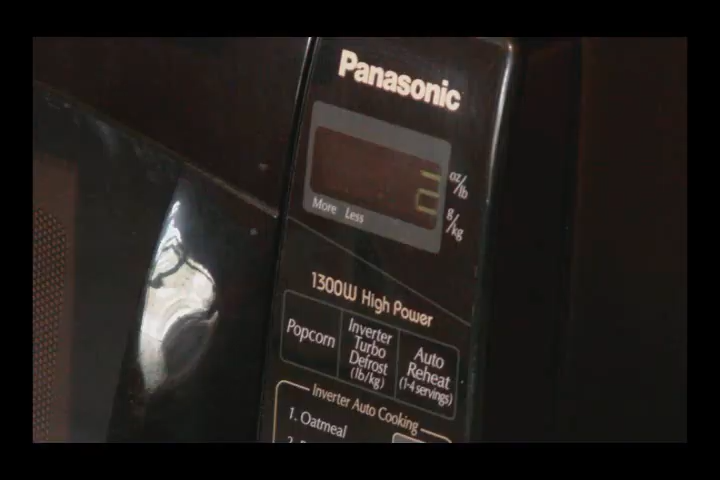 Panasonic
2
oz/lb
g/kg
More Less
1300W High Power
Popcorn
Inverter
Turbo
Defrost
(lb/kg)
Auto
Reheat
(1-4 servings)
Inverter Auto Cooking
1. Oatmeal
2.